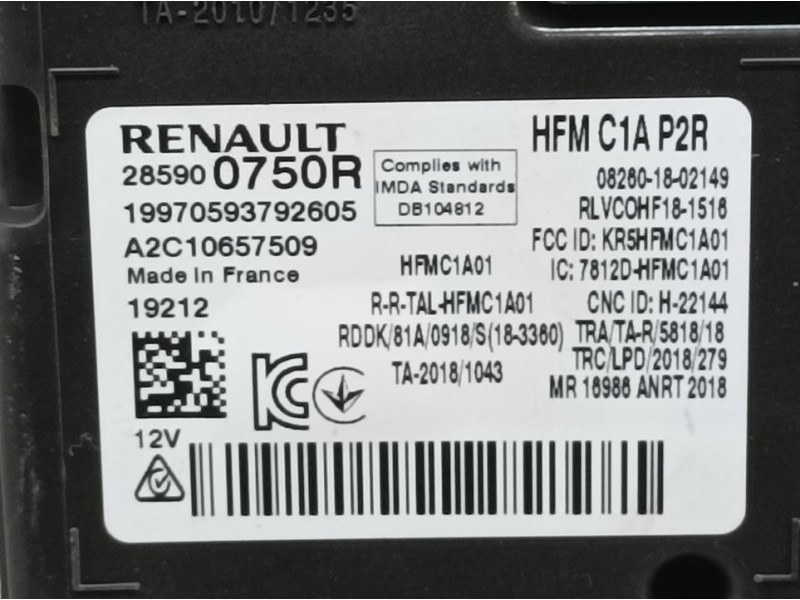 TA-2010/1235
RENAULT
28590 0750R
19970593792605
A2C10657509
Made in France
19212
Complies with
IMDA Standards
DB104812
HFM C1A P2R
08260-18-02149
RLVCOHF18-1516
FCC ID: KR5HFMC1A01
HFMC1A01
IC: 7812D-HFMC1A01
R-R-TAL-HFMC1A01
CNC ID: H-22144
RDDK/81A/0918/S(18-3360)
TRA/TA-R/5818/18
TRC/LPD/2018/279
TA-2018/1043
MR 16986 ANRT 2018
12V